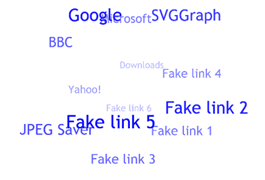 Google
Microsoft
SVGGraph
BBC
Downloads
Fake link 4
Yahoo!
Fake link 6
Fake link 2
Fake link 5
JPEG Saver
Fake link 1
Fake link 3